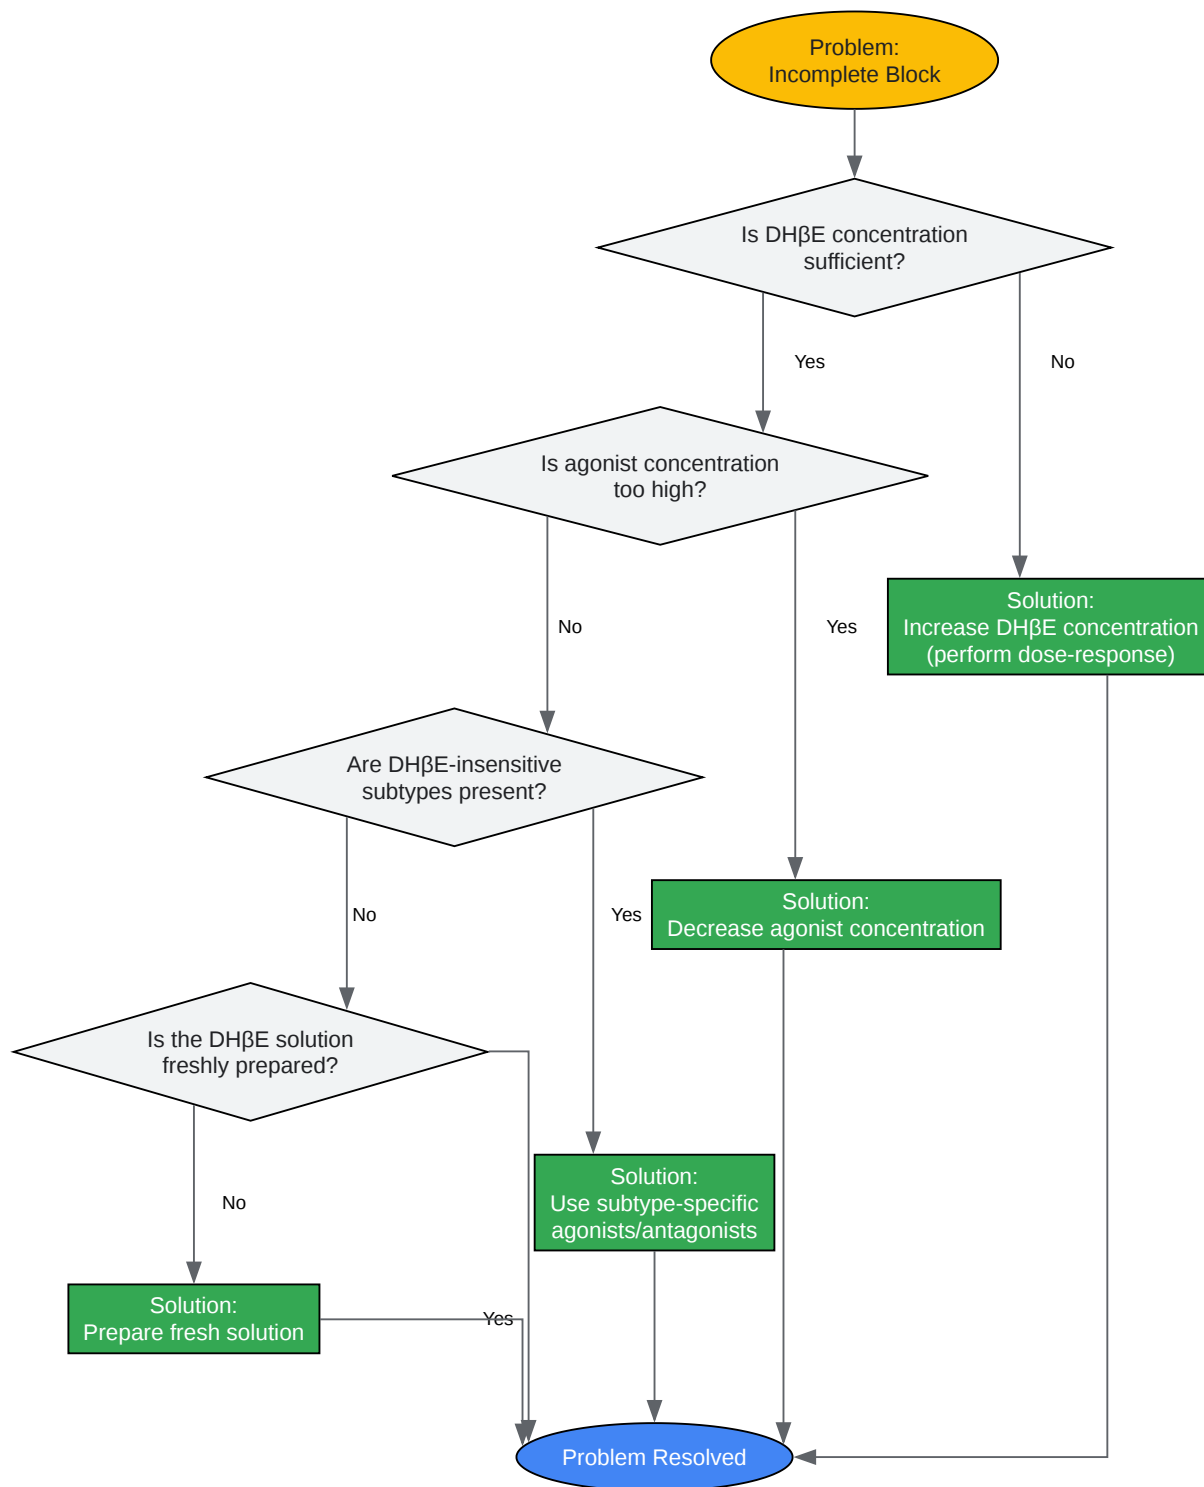 Problem:
Incomplete Block
Is DHβE concentration
sufficient?
Yes
No
Is agonist concentration
too high?
Solution:
Increase DHβE concentration
(perform dose-response)
No
Yes
Are DHβE-insensitive
subtypes present?
Solution:
Decrease agonist concentration
No
Yes
Is the DHβE solution
freshly prepared?
Solution:
Use subtype-specific
agonists/antagonists
No
Solution:
Prepare fresh solution
Yes
Problem Resolved